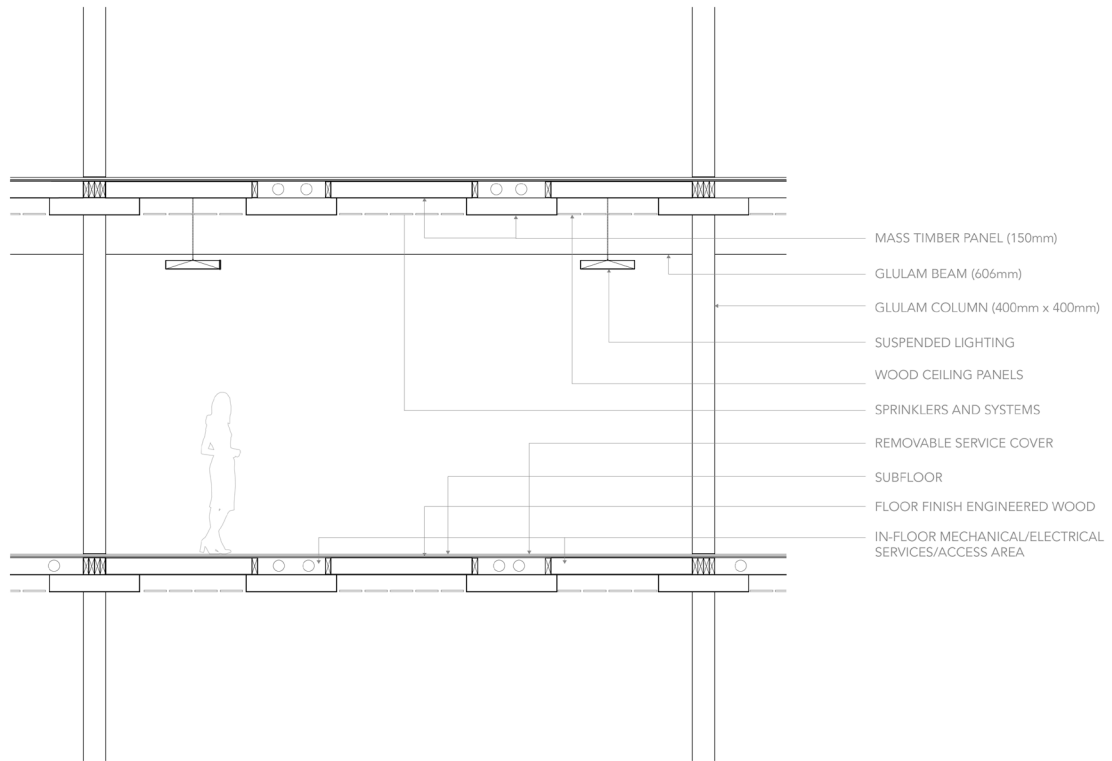 MASS TIMBER PANEL (150mm)
GLULAM BEAM (606mm)
GLULAM COLUMN (400mm x 400mm)
SUSPENDED LIGHTING
WOOD CEILING PANELS
SPRINKLERS AND SYSTEMS
REMOVABLE SERVICE COVER
SUBFLOOR
FLOOR FINISH ENGINEERED WOOD
IN-FLOOR MECHANICAL/ELECTRICAL
SERVICES/ACCESS AREA